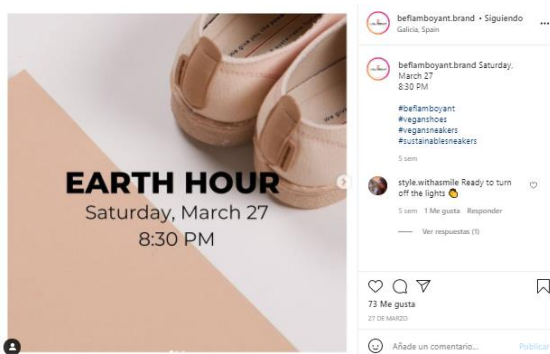 EARTH HOUR
Saturday, March 27
8:30 PM
beflamboyant.brand • Siguiendo
Galicia, Spain
beflamboyant.brand Saturday,
March 27
8:30 PM
#beflamboyant
#veganshoes
#vegansneakers
#sustainablesneakers
5 sem
style.withasmile Ready to turn
off the lights 👏
5 sem 1 Me gusta Responder
Ver respuestas (1)
73 Me gusta
27 DE MARZO
Añade un comentario...
Publicar